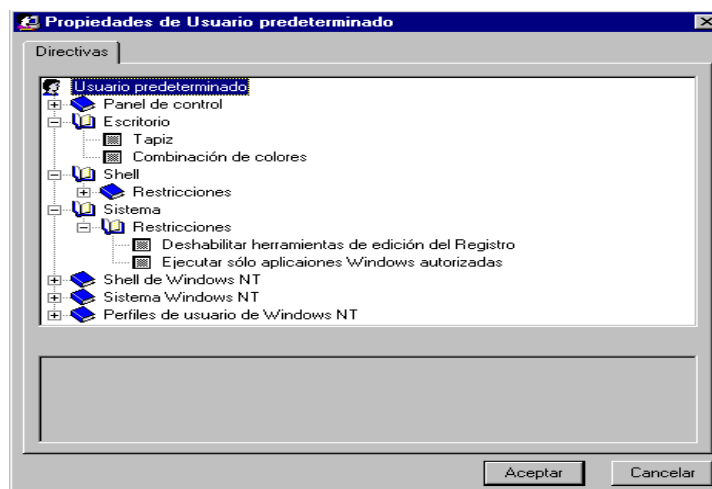 Propiedades de Usuario predeterminado
Directivas
Usuario predeterminado
Panel de control
Escritorio
Tapiz
Combinación de colores
Shell
Restricciones
Sistema
Restricciones
Deshabilitar herramientas de edición del Registro
Ejecutar sólo aplicaiones Windows autorizadas
Shell de Windows NT
Sistema Windows NT
Perfiles de usuario de Windows NT
Aceptar Cancelar